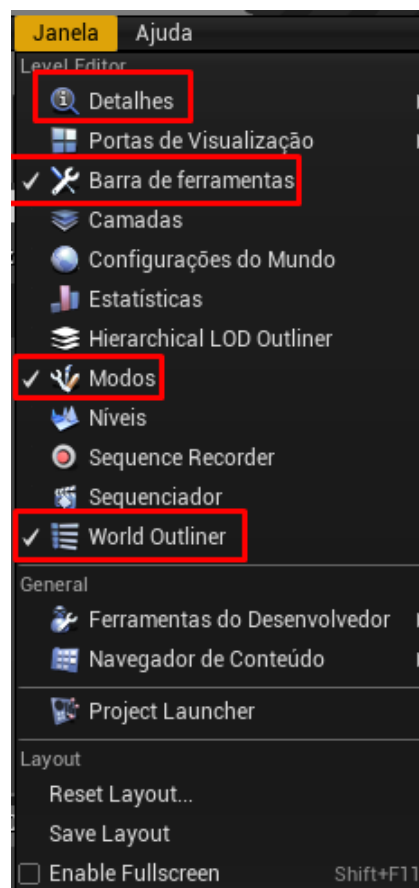 Janela Ajuda
Level Editor
Detalhes
Portas de Visualização
Barra de ferramentas
Camadas
Configurações do Mundo
Estatísticas
Hierarchical LOD Outliner
Modos
Níveis
Sequence Recorder
Sequenciador
World Outliner
General
Ferramentas do Desenvolvedor
Navegador de Conteúdo
Project Launcher
Layout
Reset Layout...
Save Layout
Enable Fullscreen Shift+F11